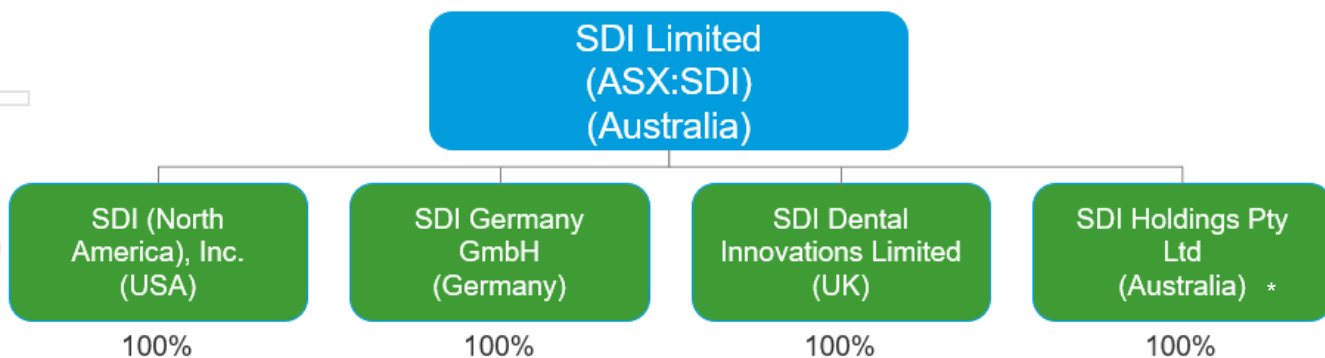 SDI Limited
(ASX:SDI)
(Australia)
SDI (North
America), Inc.
(USA)
100%
SDI Germany
GmbH
(Germany)
100%
SDI Dental
Innovations Limited
(UK)
100%
SDI Holdings Pty
Ltd
(Australia) *
100%